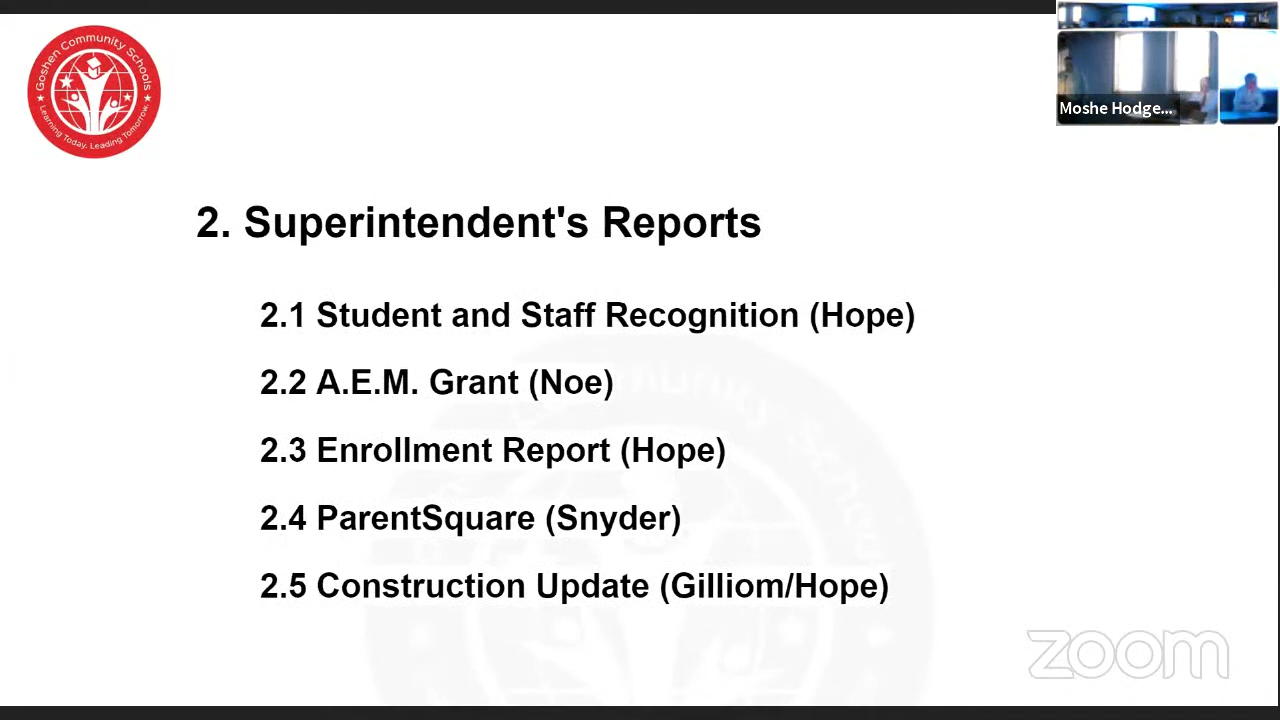 Goshen Community Schools
Learning Today. Leading Tomorrow.
Moshe Hodge...
2. Superintendent's Reports
2.1 Student and Staff Recognition (Hope)
2.2 A.E.M. Grant (Noe)
2.3 Enrollment Report (Hope)
2.4 ParentSquare (Snyder)
2.5 Construction Update (Gilliom/Hope)
zoom